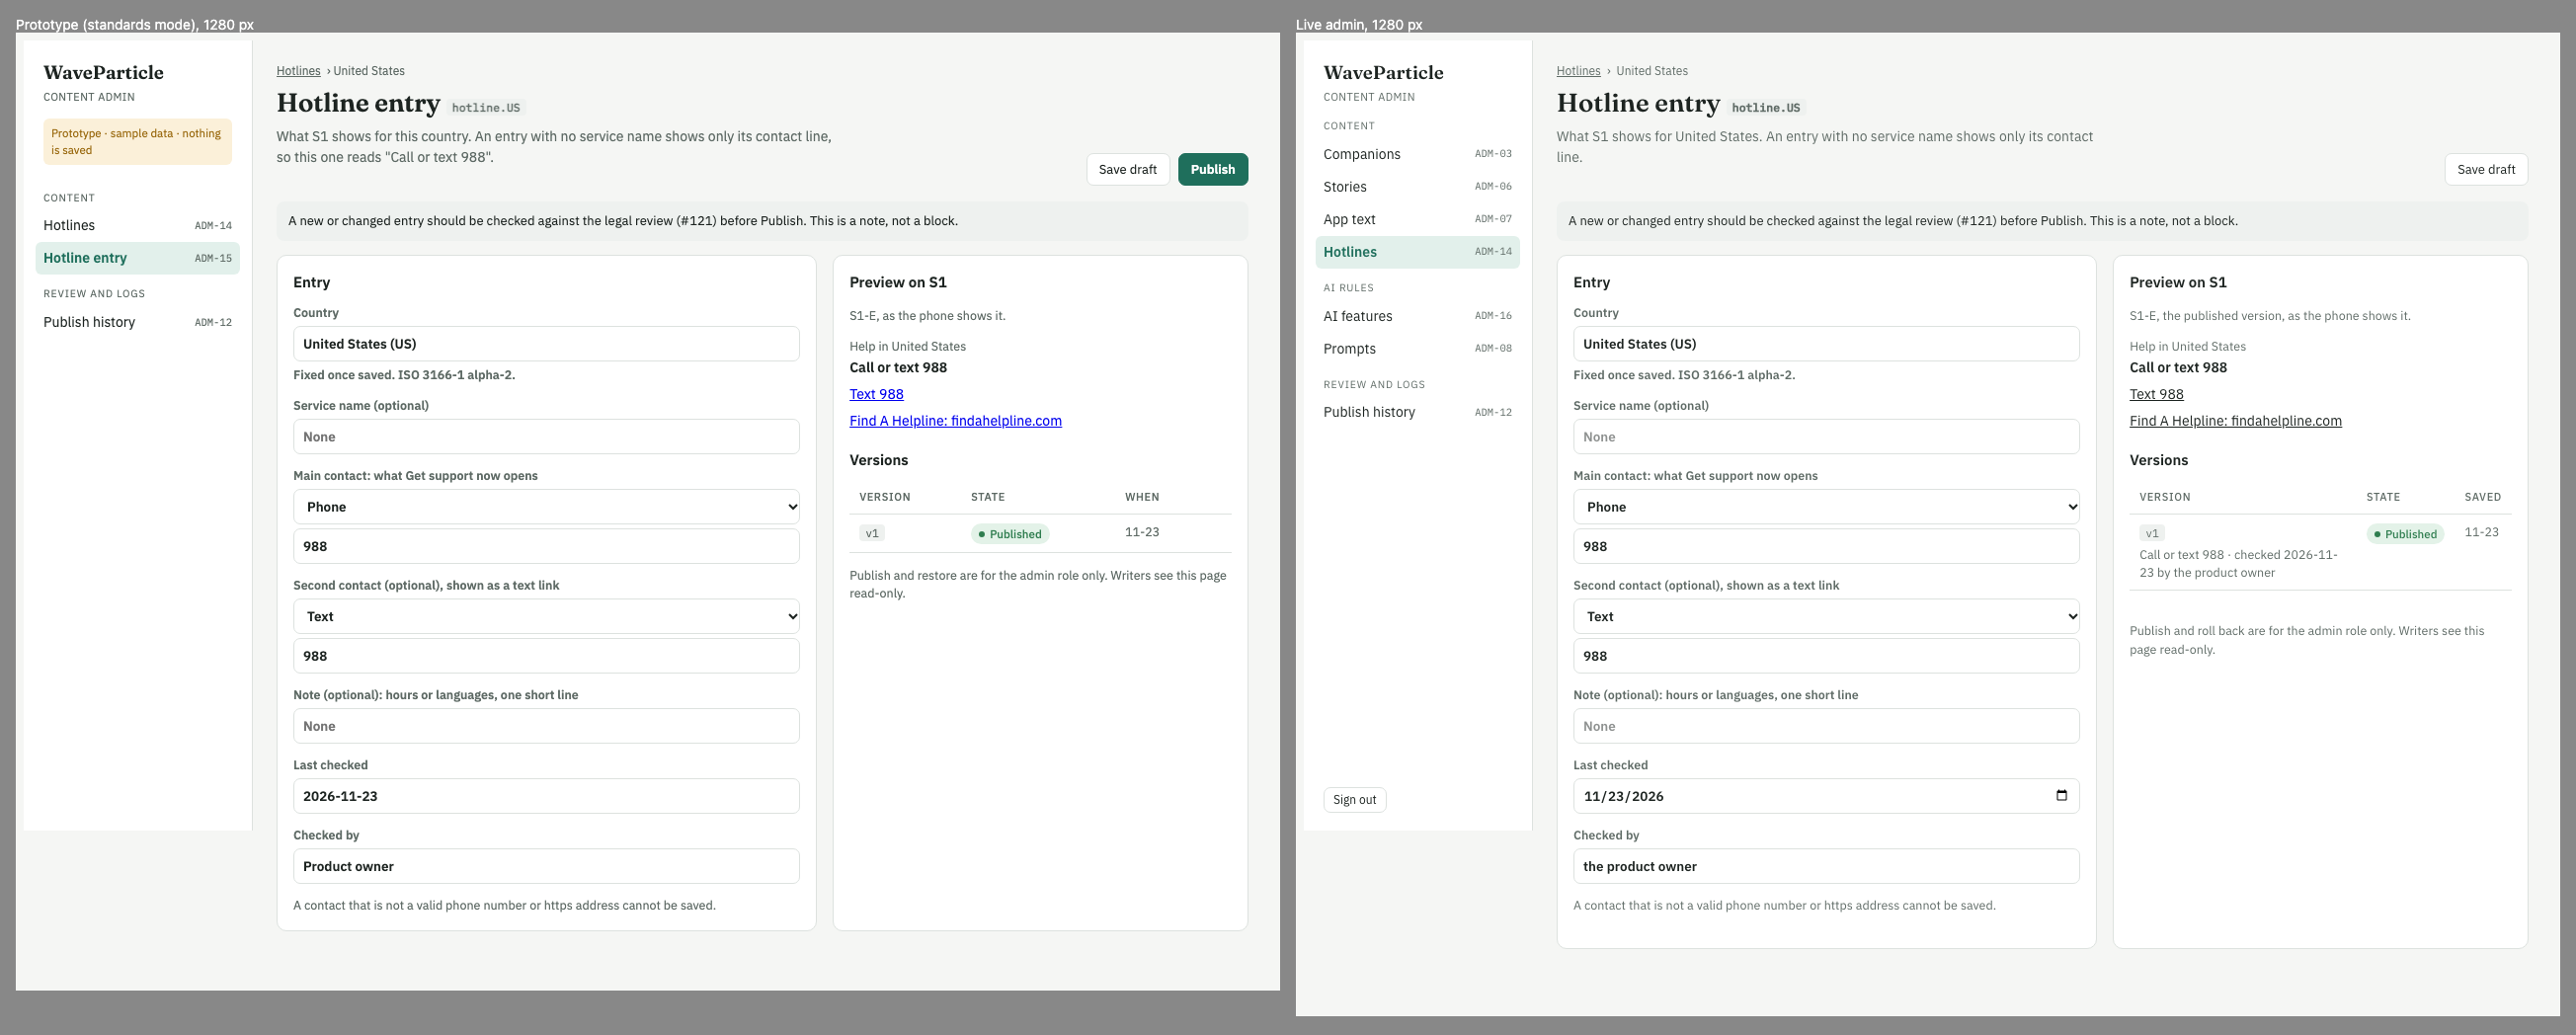 Prototype (standards mode), 1280 px
WaveParticle
CONTENT ADMIN
Prototype · sample data · nothing
is saved
CONTENT
Hotlines ADM-14
Hotline entry ADM-15
REVIEW AND LOGS
Publish history ADM-12
Hotlines › United States
Hotline entry hotline.US
What S1 shows for this country. An entry with no service name shows only its contact line,
so this one reads "Call or text 988".
Save draft Publish
A new or changed entry should be checked against the legal review (#121) before Publish. This is a note, not a block.
Entry
Country
United States (US)
Fixed once saved. ISO 3166-1 alpha-2.
Service name (optional)
None
Main contact: what Get support now opens
Phone
988
Second contact (optional), shown as a text link
Text
988
Note (optional): hours or languages, one short line
None
Last checked
2026-11-23
Checked by
Product owner
A contact that is not a valid phone number or https address cannot be saved.
Preview on S1
S1-E, as the phone shows it.
Help in United States
Call or text 988
Text 988
Find A Helpline: findahelpline.com
Versions
VERSION STATE WHEN
v1 Published 11-23
Publish and restore are for the admin role only. Writers see this page
read-only.
Live admin, 1280 px
WaveParticle
CONTENT ADMIN
CONTENT
Companions ADM-03
Stories ADM-06
App text ADM-07
Hotlines ADM-14
AI RULES
AI features ADM-16
Prompts ADM-08
REVIEW AND LOGS
Publish history ADM-12
Sign out
Hotlines › United States
Hotline entry hotline.US
What S1 shows for United States. An entry with no service name shows only its contact
line.
Save draft
A new or changed entry should be checked against the legal review (#121) before Publish. This is a note, not a block.
Entry
Country
United States (US)
Fixed once saved. ISO 3166-1 alpha-2.
Service name (optional)
None
Main contact: what Get support now opens
Phone
988
Second contact (optional), shown as a text link
Text
988
Note (optional): hours or languages, one short line
None
Last checked
11/23/2026
Checked by
the product owner
A contact that is not a valid phone number or https address cannot be saved.
Preview on S1
S1-E, the published version, as the phone shows it.
Help in United States
Call or text 988
Text 988
Find A Helpline: findahelpline.com
Versions
VERSION STATE SAVED
v1 Published 11-23
Call or text 988 · checked 2026-11-
23 by the product owner
Publish and roll back are for the admin role only. Writers see this
page read-only.